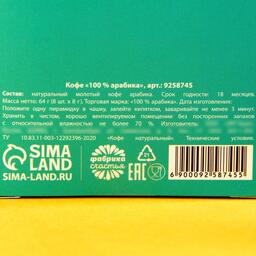 Кофе «100 % арабика», арт.: 9258745
Состав: натуральный молотый кофе арабика. Срок годности: 18 месяцев.
Масса нетто: 64 г (8 шт. х 8 г). Торговая марка: «100 % арабика». Дата изготовления:
Положите одну пирамидку в чашку, залейте кипятком, заваривайте не менее 3 минут.
Хранить в чистом, хорошо вентилируемом помещении без посторонних запахов
с относительной влажностью не более 70 %. Изготовитель:
ТУ 10.83.11-003-12292396-2020 «Кофе натуральный» Технические условия.
SIMA
LAND
SIMA-LAND.RU
фабрика
счастья
EAC
21
PAP
6 900092 587455